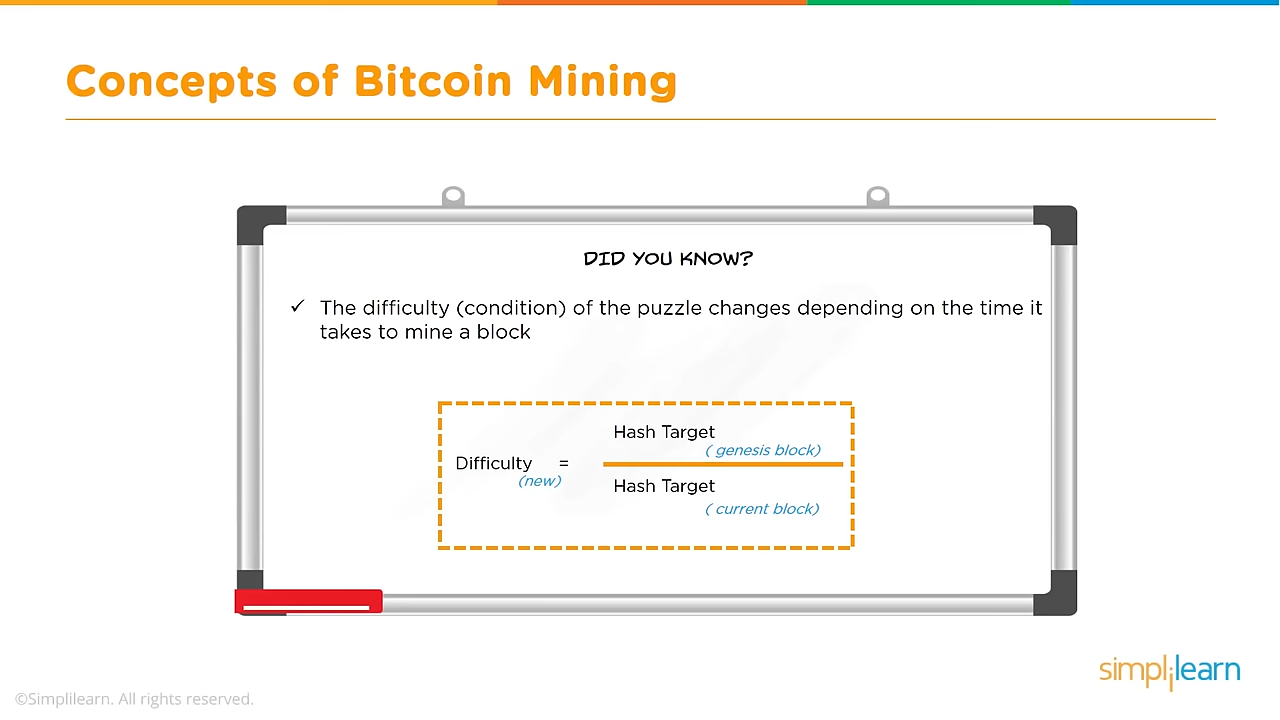 Concepts of Bitcoin Mining
DID YOU KNOW?
✓ The difficulty (condition) of the puzzle changes depending on the time it
takes to mine a block
Hash Target
( genesis block)
Difficulty =
(new)
Hash Target
( current block)
simplilearn
©Simplilearn. All rights reserved.